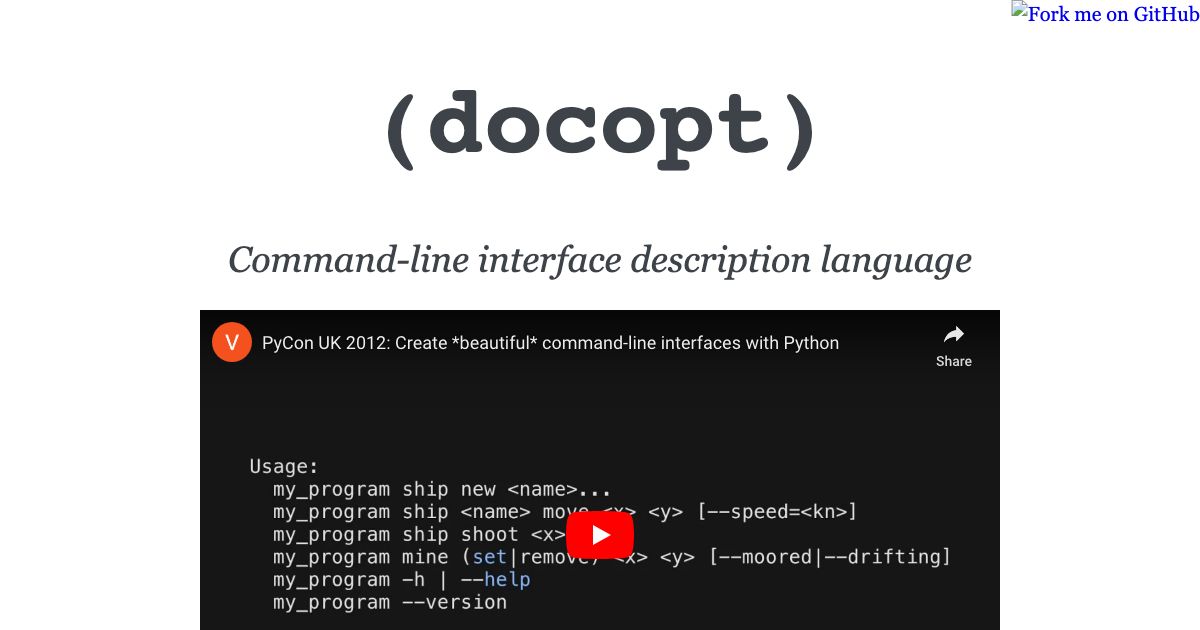 Fork me on GitHub
(docopt)
Command-line interface description language
V PyCon UK 2012: Create *beautiful* command-line interfaces with Python
Share
Usage:
my_program ship new <name>...
my_program ship <name> move <x> <y> [--speed=<kn>]
my_program ship shoot <x>
my_program mine (set|remove) <x> <y> [--moored|--drifting]
my_program -h | --help
my_program --version